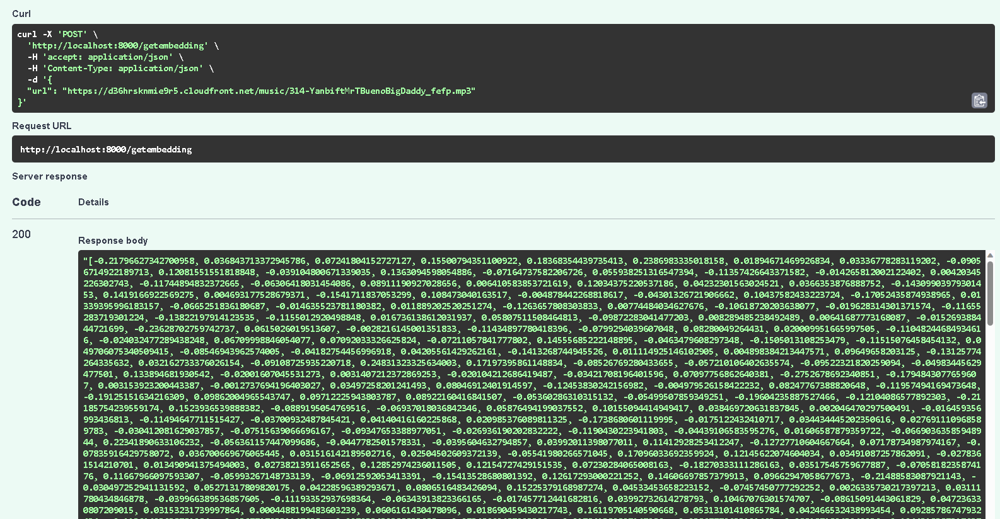 Curl
curl -X 'POST' \
'http://localhost:8000/getembedding' \
-H 'accept: application/json' \
-H 'Content-Type: application/json' \
-d '{
"url": "https://d36hrsknmie9r5.cloudfront.net/music/314-YanbiftMrTBuenoBigDaddy_fefp.mp3"
}'
Request URL
http://localhost:8000/getembedding
Server response
Code Details
200
Response body
"[-0.21796627342700958, 0.036843713372945786, 0.07241804152727127, 0.15500794351100922, 0.18368354439735413, 0.2386983335018158, 0.01894671469926834, 0.03336778283119202, -0.0905
6714922189713, 0.12081551551818848, -0.039104800671339035, 0.1363094598054886, -0.07164737582206726, 0.055938251316547394, -0.11357426643371582, -0.014265812002122402, 0.00420345
226302743, -0.11744894832372665, -0.06306418031454086, 0.08911190927028656, 0.006410583853721619, 0.12034375220537186, 0.04232301563024521, 0.0366353876888752, -0.143099039793014
53, 0.1419166922569275, 0.004693177528679371, -0.1541711837053299, 0.108473040163517, -0.004878442268818617, -0.04301326721906662, 0.10437582433223724, -0.17052435874938965, 0.01
339395996183157, -0.0665251836180687, -0.014635523781180382, 0.011889202520251274, -0.1263657808303833, 0.00774484034627676, -0.10618720203638077, -0.019628314301371574, -0.11655
283719301224, -0.13822197914123535, -0.1155012920498848, 0.016736138612031937, 0.05807511508464813, -0.09872283041477203, 0.008289485238492489, 0.006416877773168087, -0.0152693884
44721699, -0.23628702759742737, 0.0615026019513607, -0.0028216145001351833, -0.11434897780418396, -0.0799294039607048, 0.08280049264431, 0.020009951665997505, -0.1104824468493461
6, -0.024032477289438248, 0.06709998846054077, 0.07092033326625824, -0.07211057841777802, 0.14555685222148895, -0.0463479608297348, -0.1505013108253479, -0.11515076458454132, 0.0
4970607534050941​5, -0.08546943962574005, -0.04182754456996918, 0.04205561429262161, -0.1413268744945526, 0.011114925146102905, 0.004898384213447571, 0.09649658203125, -0.13125774
264335632, 0.032162733376026154, -0.09108725935220718, 0.24831323325634003, 0.17197395861148834, -0.08526769280433655, -0.057210106402635574, -0.09522321820259094, -0.04983445629
477501, 0.133894681930542, -0.02001607045531273, 0.0031407212372869253, -0.020104212686419487, -0.03421708196401596, 0.07097756862640381, -0.2752678692340851, -0.179484307765960
7, 0.003153923200443387, -0.0012737694196403027, 0.03497258201241493, 0.08046912401914597, -0.12453830242156982, -0.004979526158422232, 0.08247767388820648, -0.11957494169473648,
-0.19125151634216309, 0.09862004965543747, 0.09712225943803787, 0.08922160416841507, -0.05360286310315132, -0.05499507859349251, -0.19604235887527466, -0.12104086577892303, -0.21
185754239559174, 0.1523936539888382, -0.0889195054769516, -0.06937018036842346, 0.05876494199037552, 0.10155094414949417, 0.03846972063183784​5, 0.002046470297500491, -0.016459356
993436813, -0.11494647711515427, -0.03700932487845421, 0.04140416160225868, 0.020985376089811325, -0.1738680601119995, -0.0175122432410717, 0.034434445202350616, 0.02769111096858
9783, -0.030412081629037857, -0.07515639066696167, -0.09347653388977051, -0.026936190202832222, -0.1190430223941803, -0.04439106583595276, 0.01606587879359722, -0.06690363585948
44, 0.22341890633106232, -0.056361157447099686, -0.0447782501578331, -0.0395604632794857, 0.0399201139807​7011, 0.11412928253412247, -0.12727710604667664, 0.07178734987974167, -0.
07835916429758072, 0.036700669676065445, 0.031516142189502716, 0.02504502609372139, -0.05541980266571045, 0.17096033692359924, 0.12145622074604034, 0.03491087257862091, -0.027836
1514210701, 0.013490941375494003, 0.02738213911652565, 0.12852974236011505, 0.12154727429151535, 0.07230284065008163, -0.18270333111286163, 0.03517545759677887, -0.07058182358741
76, 0.11667966097593307, -0.05993267148733139, -0.06912592053413391, -0.15413528680801392, 0.12617293000221252, 0.14606697857379913, 0.09662947058677673, -0.21488583087921143, -
0.030497252941131592, 0.05271317809820175, 0.04228596389293671, 0.0806516483426094, 0.15225379168987274, 0.04533453658223152, -0.07457450777292252, 0.0026335730217397213, 0.03111
780434846878, -0.039966389536857605, -0.11193352937698364, -0.06343913823366165, -0.017457712441682816, 0.03992732614278793, 0.10467076301574707, -0.08615091443061829, 0.04723633
0807209015, 0.03153231739997864, 0.0004488199483603239, 0.0606161430478096, 0.018690459430217743, 0.16119705140590668, 0.05313101410865784, 0.042466532438993454, 0.09285786747932